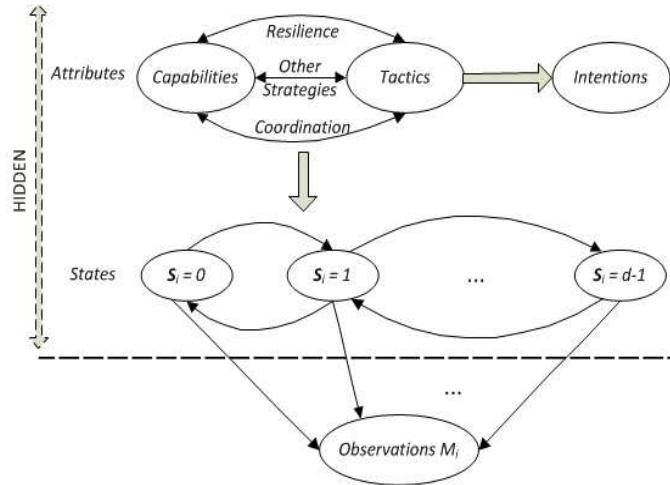 Resilience
Attributes
Capabilities
Other
Strategies
Tactics
Intentions
Coordination
HIDDEN
States
S_i = 0
S_i = 1
...
S_i = d-1
...
Observations M_i